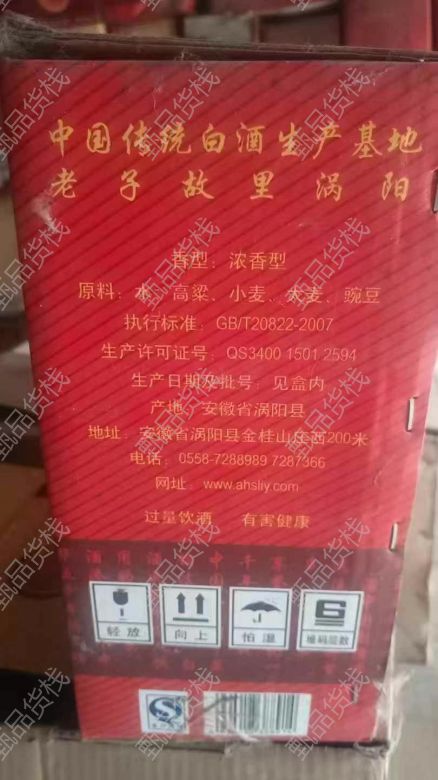 中国传统白酒生产基地
老子故里涡阳
香型：浓香型
原料：水、高粱、小麦、大麦、豌豆
执行标准：GB/T20822-2007
生产许可证号：QS3400 1501 2594
生产日期及批号：见盒内
产地：安徽省涡阳县
地址：安徽省涡阳县金桂山庄西200米
电话：0558-7288989 7287366
网址：www.ahsliy.com
过量饮酒 有害健康
轻放 向上 怕湿 堆码层数
6
甄品货栈